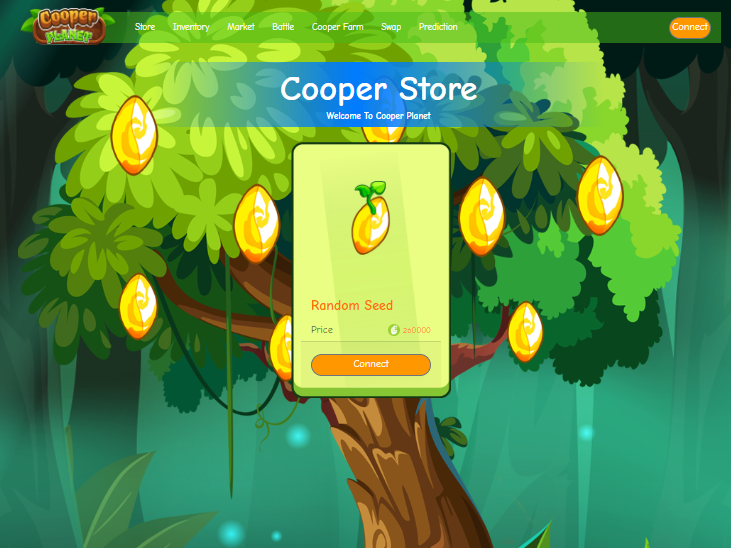 Cooper
PLANET
Store Inventory Market Battle Cooper Farm Swap Prediction Connect
Cooper Store
Welcome To Cooper Planet
Random Seed
Price 260000
Connect